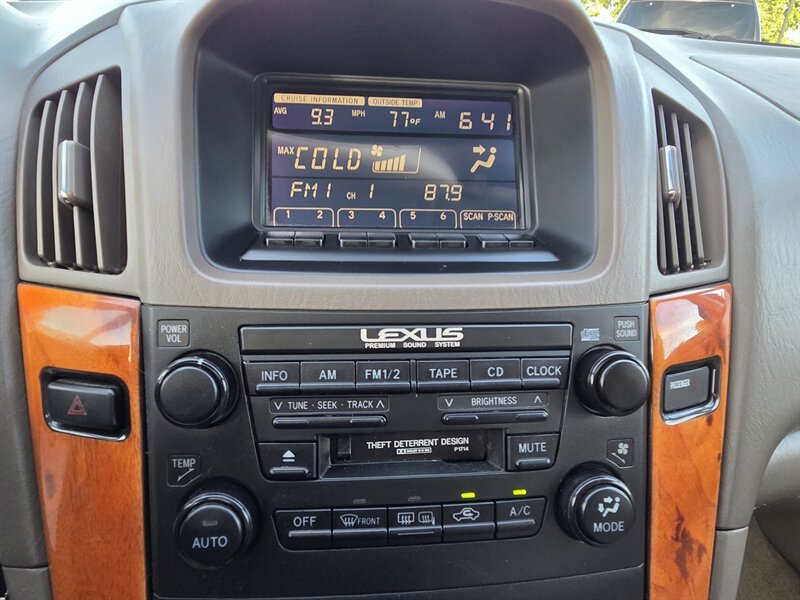 CRUISE INFORMATION OUTSIDE TEMP
AVG 9.3 MPH 77°F AM 6 41
MAX COLD
FM1 CH 1 87.9
1 2 3 4 5 6 SCAN P·SCAN
POWER VOL
LEXUS
PREMIUM SOUND SYSTEM
PUSH SOUND
INFO AM FM1/2 TAPE CD CLOCK
∨ TUNE · SEEK · TRACK ∧ ∨ BRIGHTNESS ∧
PASSENGER
THEFT DETERRENT DESIGN
P1714
MUTE
TEMP
OFF FRONT A/C
AUTO
MODE